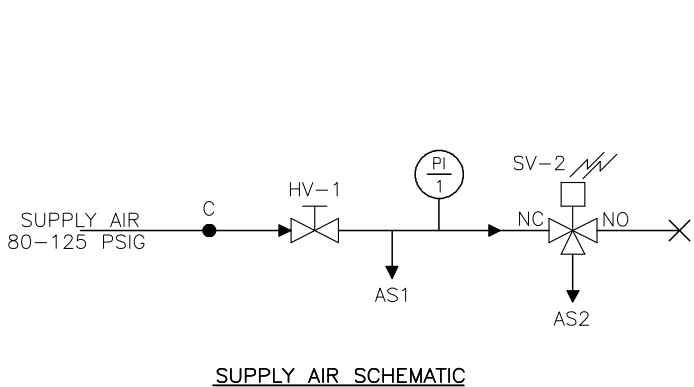 PI
1
SV-2
HV-1
C
SUPPLY AIR
80-125 PSIG
NC
NO
AS1
AS2
SUPPLY AIR SCHEMATIC